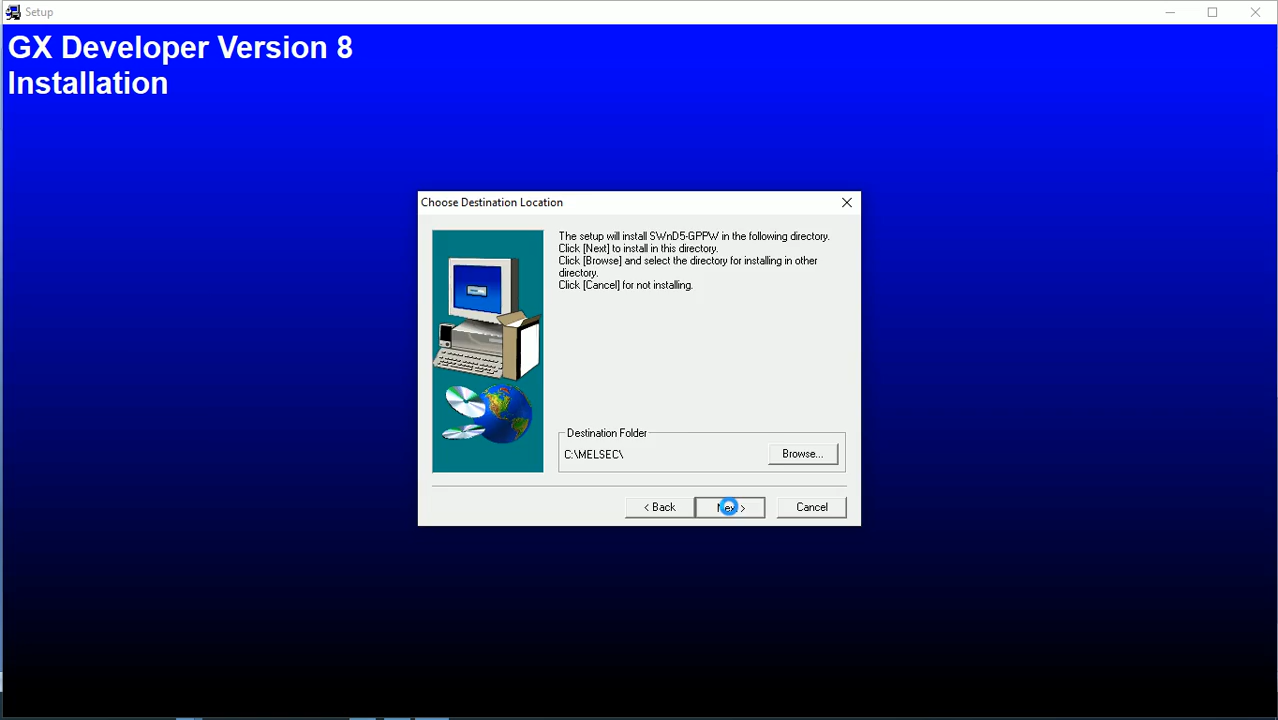 Setup
GX Developer Version 8
Installation
Choose Destination Location
The setup will install SWnD5-GPPW in the following directory.
Click [Next] to install in this directory.
Click [Browse] and select the directory for installing in other
directory.
Click [Cancel] for not installing.
Destination Folder
C:\MELSEC\
Browse...
< Back
>
Cancel